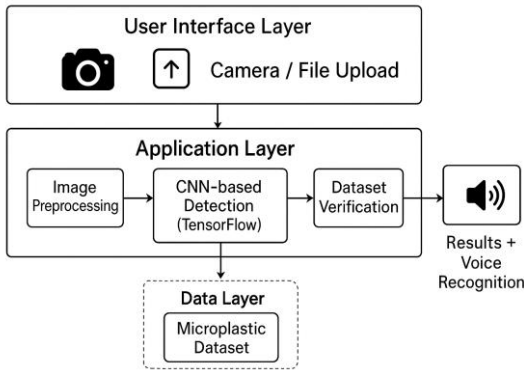 User Interface Layer
Camera / File Upload
Application Layer
Image
Preprocessing
CNN-based
Detection
(TensorFlow)
Dataset
Verification
Results +
Voice
Recognition
Data Layer
Microplastic
Dataset